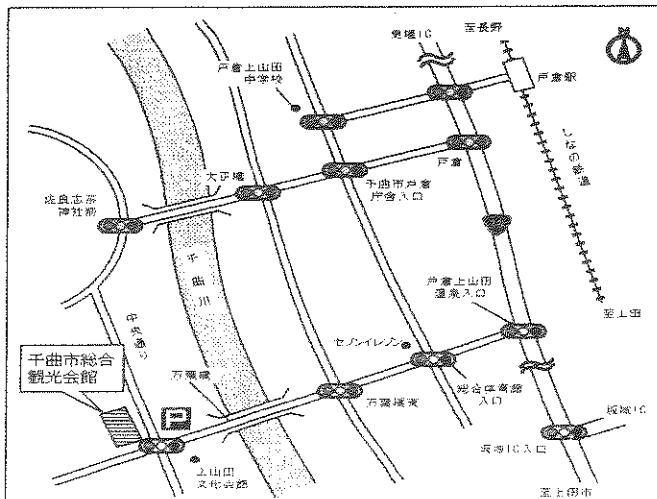 更埴IC
至長野
戸倉上山田
中学校
戸倉駅
しなの鉄道
大正橋
戸倉
千曲市戸倉
庁舎入口
佐良志奈
神社前
千曲川
戸倉上山田
温泉入口
至上田
中央通り
セブンイレブン
千曲市総合
観光会館
万葉橋
P
万葉橋東
総合体育館
入口
坂城IC
坂城IC入口
上山田
文化会館
至上田市